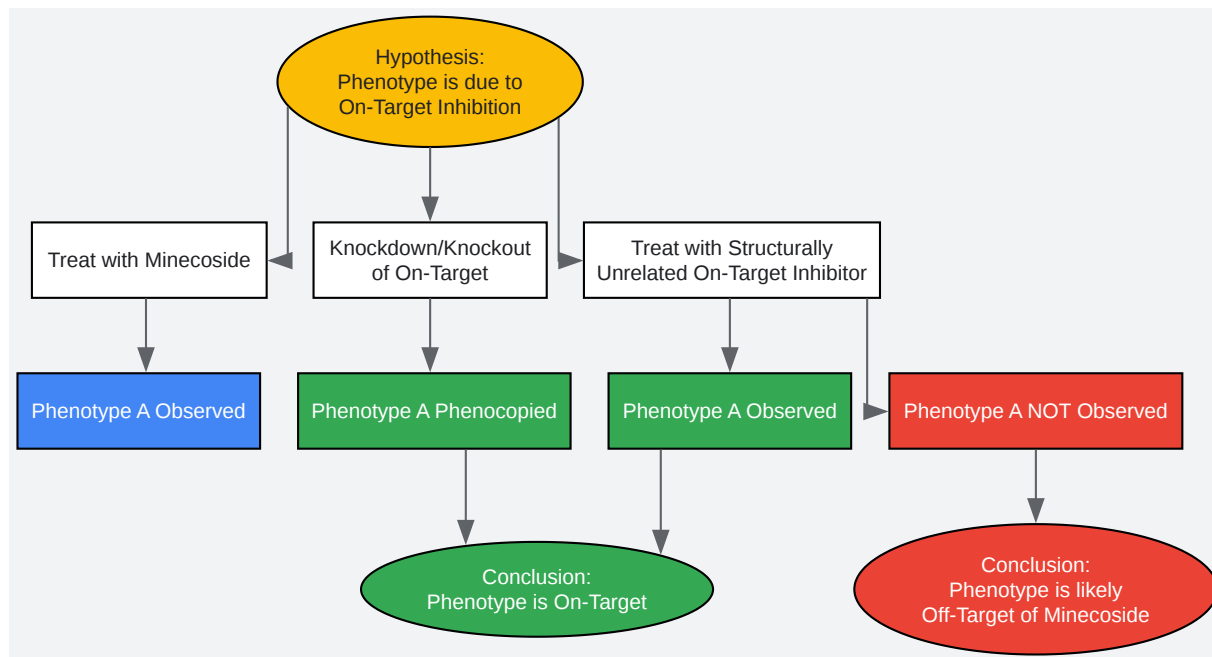 Hypothesis:
Phenotype is due to
On-Target Inhibition
Treat with Minecoside
Knockdown/Knockout
of On-Target
Treat with Structurally
Unrelated On-Target Inhibitor
Phenotype A Observed
Phenotype A Phenocopied
Phenotype A Observed
Phenotype A NOT Observed
Conclusion:
Phenotype is On-Target
Conclusion:
Phenotype is likely
Off-Target of Minecoside